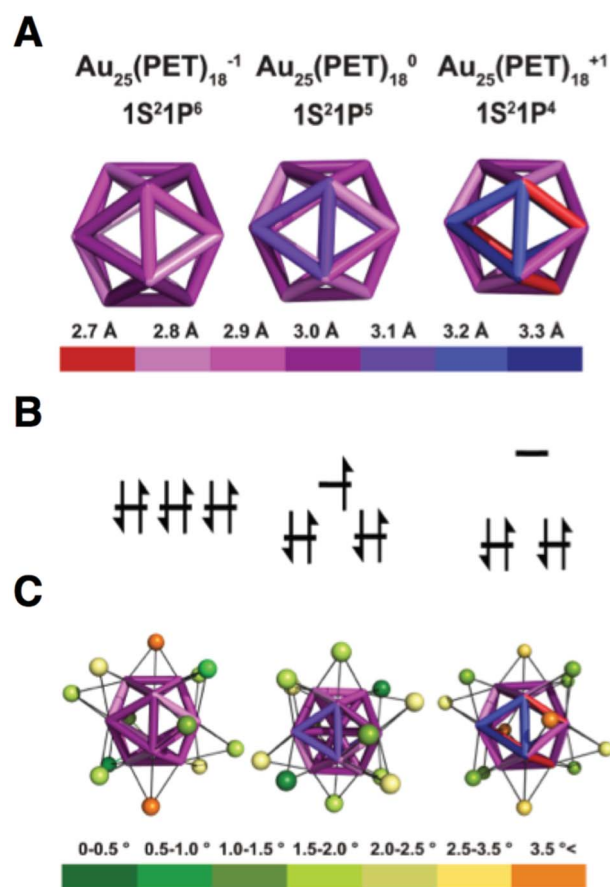 A
Au₂₅(PET)₁₈⁻¹ Au₂₅(PET)₁₈⁰ Au₂₅(PET)₁₈⁺¹
1S²1P⁶ 1S²1P⁵ 1S²1P⁴
2.7 Å 2.8 Å 2.9 Å 3.0 Å 3.1 Å 3.2 Å 3.3 Å
B
C
0-0.5 ° 0.5-1.0 ° 1.0-1.5 ° 1.5-2.0 ° 2.0-2.5 ° 2.5-3.5 ° 3.5 °<